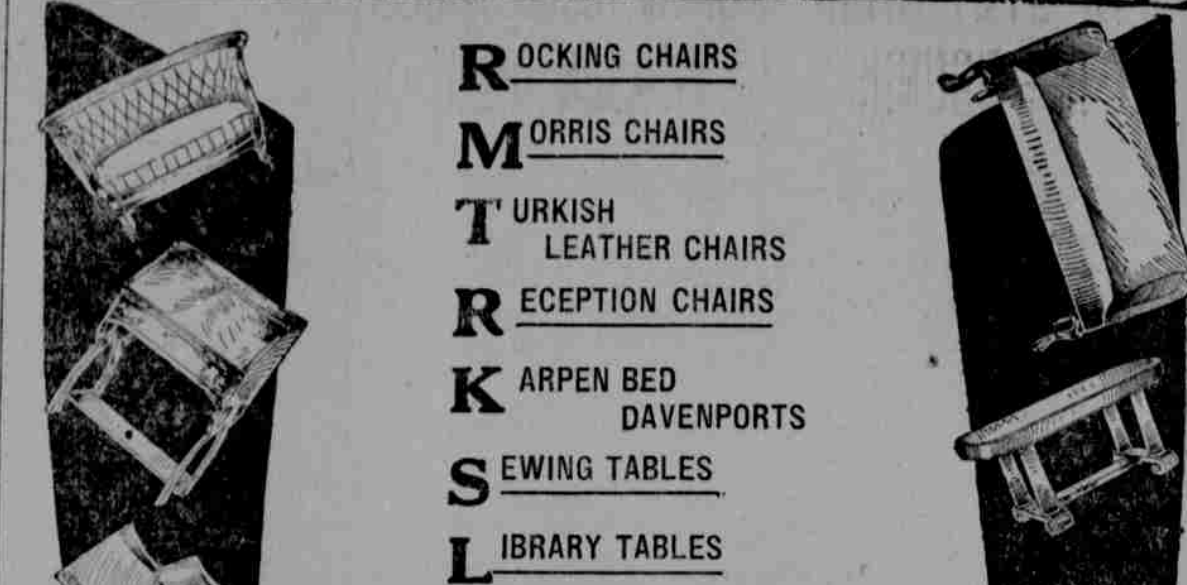 ROCKING CHAIRS
MORRIS CHAIRS
TURKISH
LEATHER CHAIRS
RECEPTION CHAIRS
KARPEN BED
DAVENPORTS
SEWING TABLES
LIBRARY TABLES